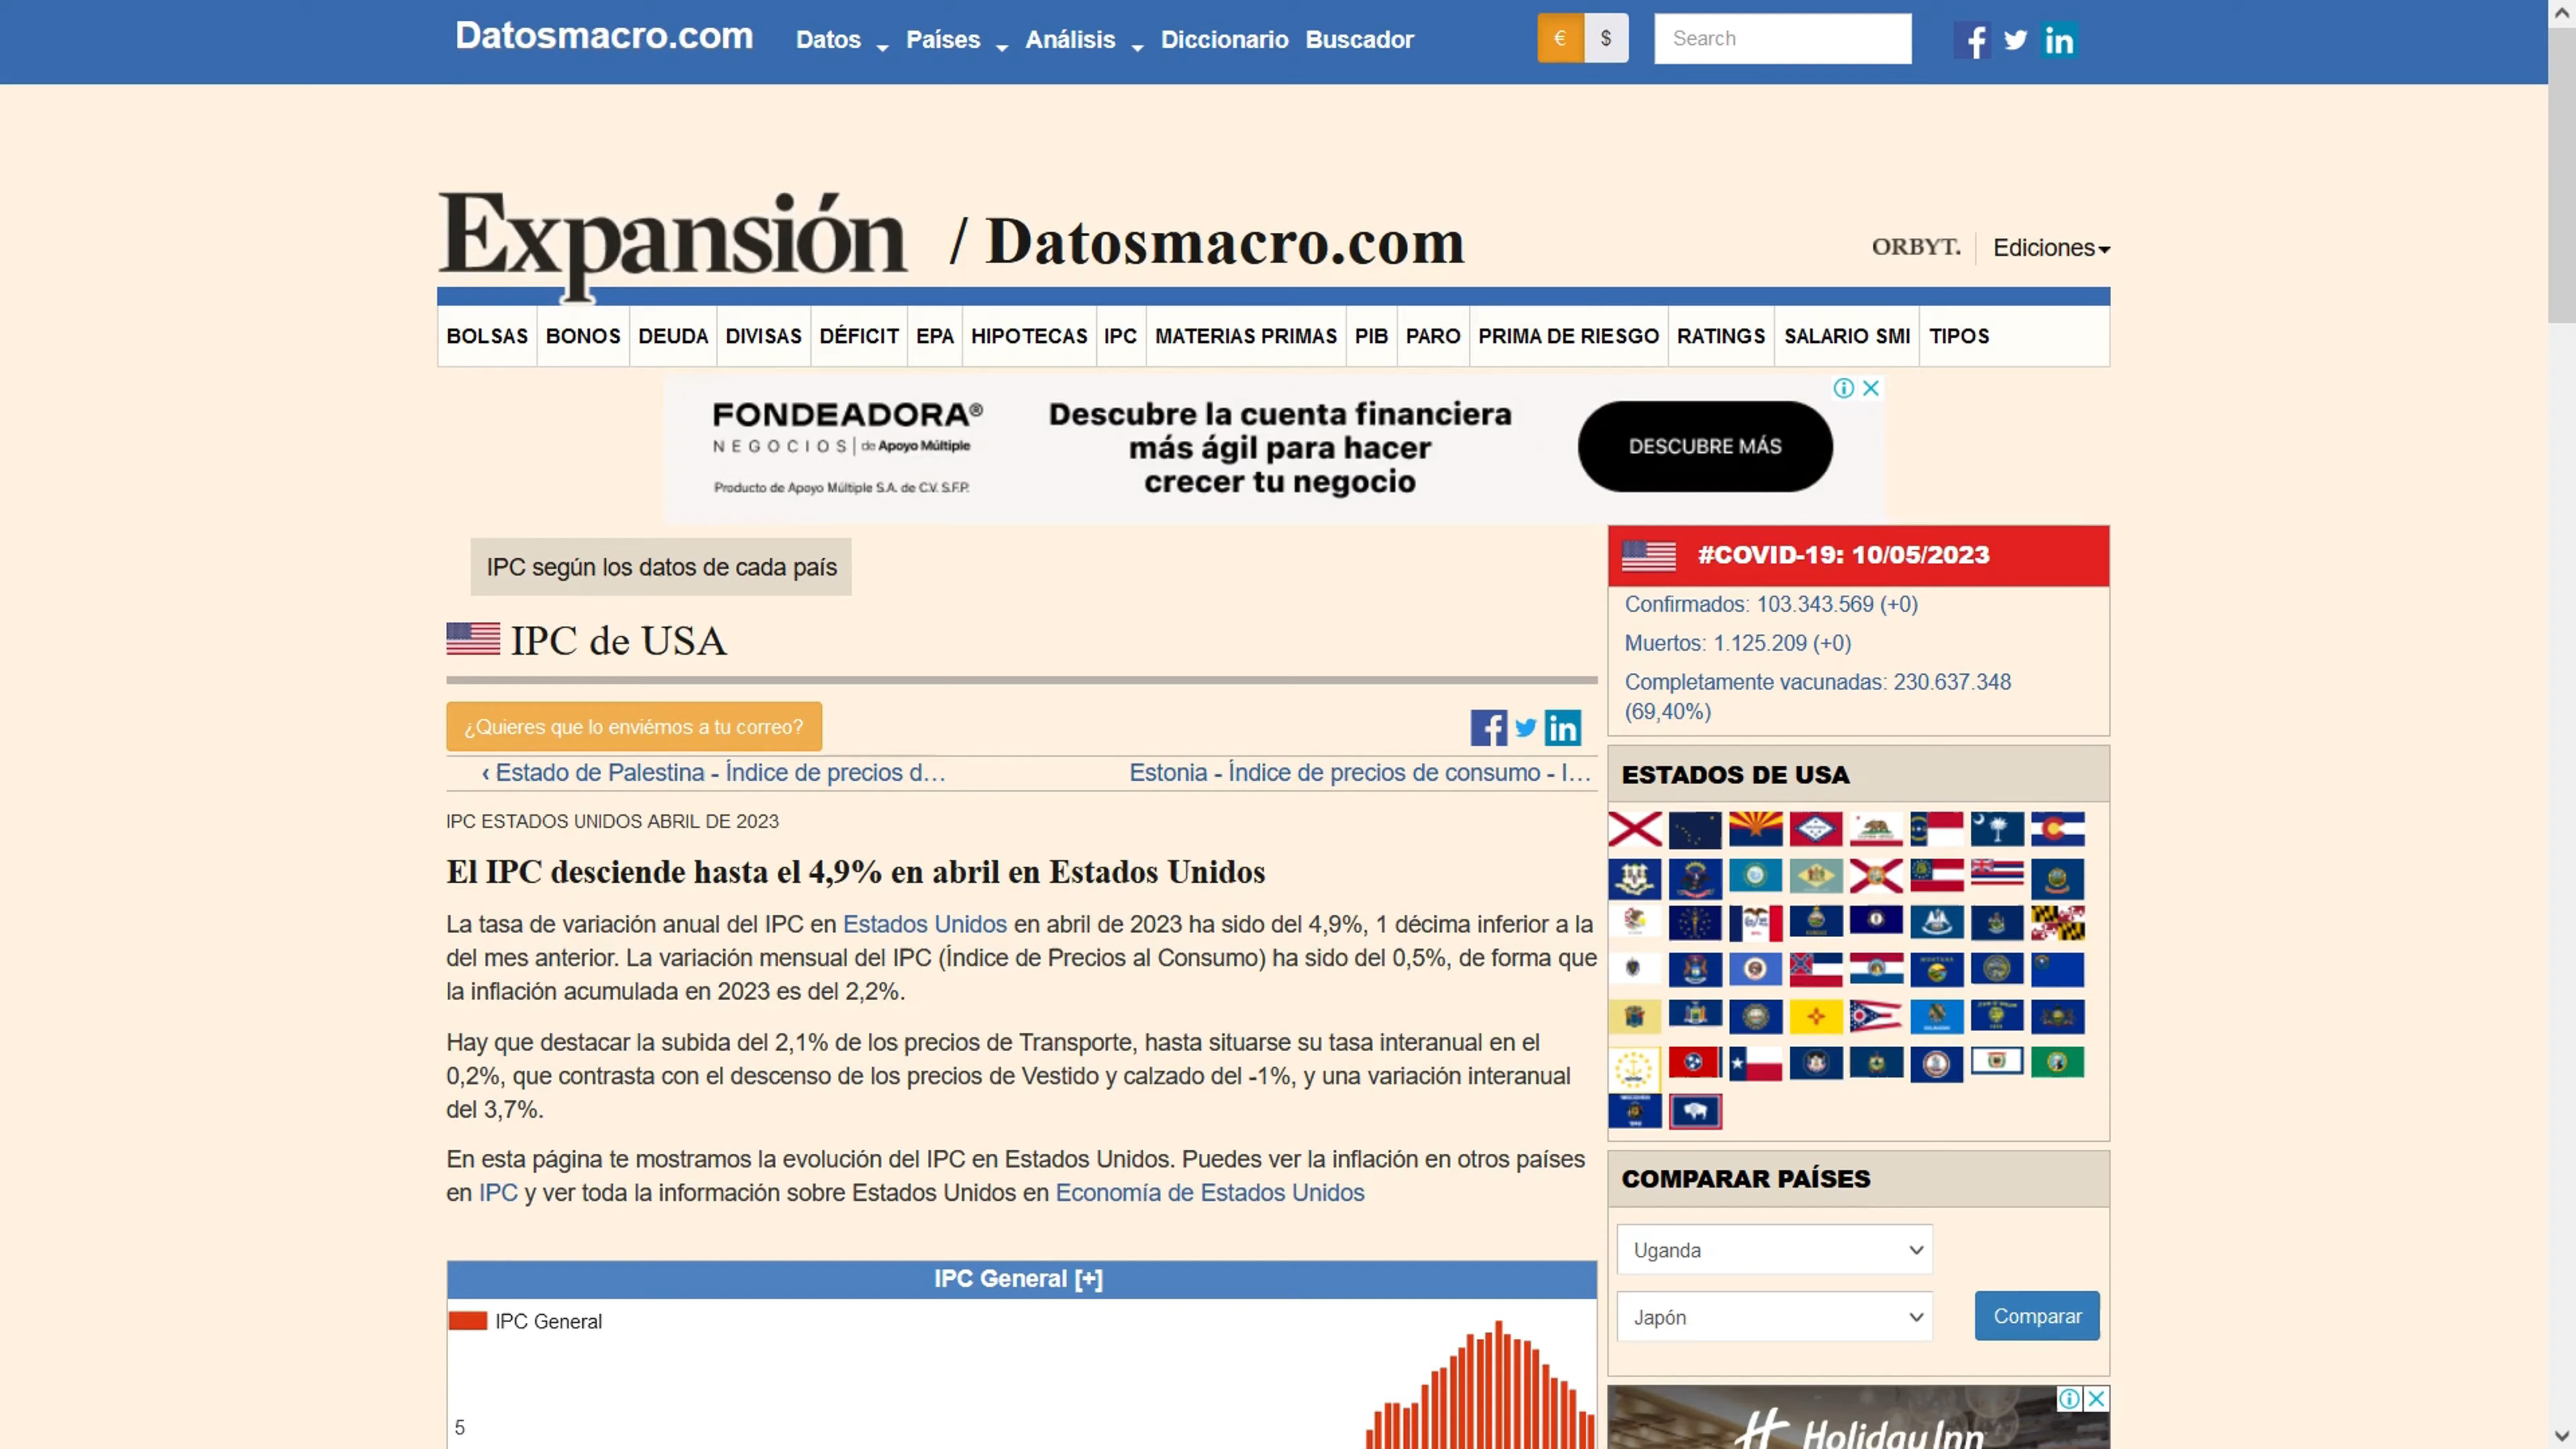 Datosmacro.com Datos Países Análisis Diccionario Buscador € $ Search
Expansión / Datosmacro.com ORBYT. Ediciones
BOLSAS BONOS DEUDA DIVISAS DÉFICIT EPA HIPOTECAS IPC MATERIAS PRIMAS PIB PARO PRIMA DE RIESGO RATINGS SALARIO SMI TIPOS
FONDEADORA®
NEGOCIOS | de Apoyo Múltiple
Producto de Apoyo Múltiple S.A. de C.V. S.F.P.
Descubre la cuenta financiera
más ágil para hacer
crecer tu negocio
DESCUBRE MÁS
IPC según los datos de cada país
IPC de USA
¿Quieres que lo enviémos a tu correo?
‹ Estado de Palestina - Índice de precios d…
Estonia - Índice de precios de consumo - I…
IPC ESTADOS UNIDOS ABRIL DE 2023
El IPC desciende hasta el 4,9% en abril en Estados Unidos
La tasa de variación anual del IPC en Estados Unidos en abril de 2023 ha sido del 4,9%, 1 décima inferior a la
del mes anterior. La variación mensual del IPC (Índice de Precios al Consumo) ha sido del 0,5%, de forma que
la inflación acumulada en 2023 es del 2,2%.
Hay que destacar la subida del 2,1% de los precios de Transporte, hasta situarse su tasa interanual en el
0,2%, que contrasta con el descenso de los precios de Vestido y calzado del -1%, y una variación interanual
del 3,7%.
En esta página te mostramos la evolución del IPC en Estados Unidos. Puedes ver la inflación en otros países
en IPC y ver toda la información sobre Estados Unidos en Economía de Estados Unidos
IPC General [+]
IPC General
5
#COVID-19: 10/05/2023
Confirmados: 103.343.569 (+0)
Muertos: 1.125.209 (+0)
Completamente vacunadas: 230.637.348
(69,40%)
ESTADOS DE USA
COMPARAR PAÍSES
Uganda
Japón
Comparar
Holiday Inn